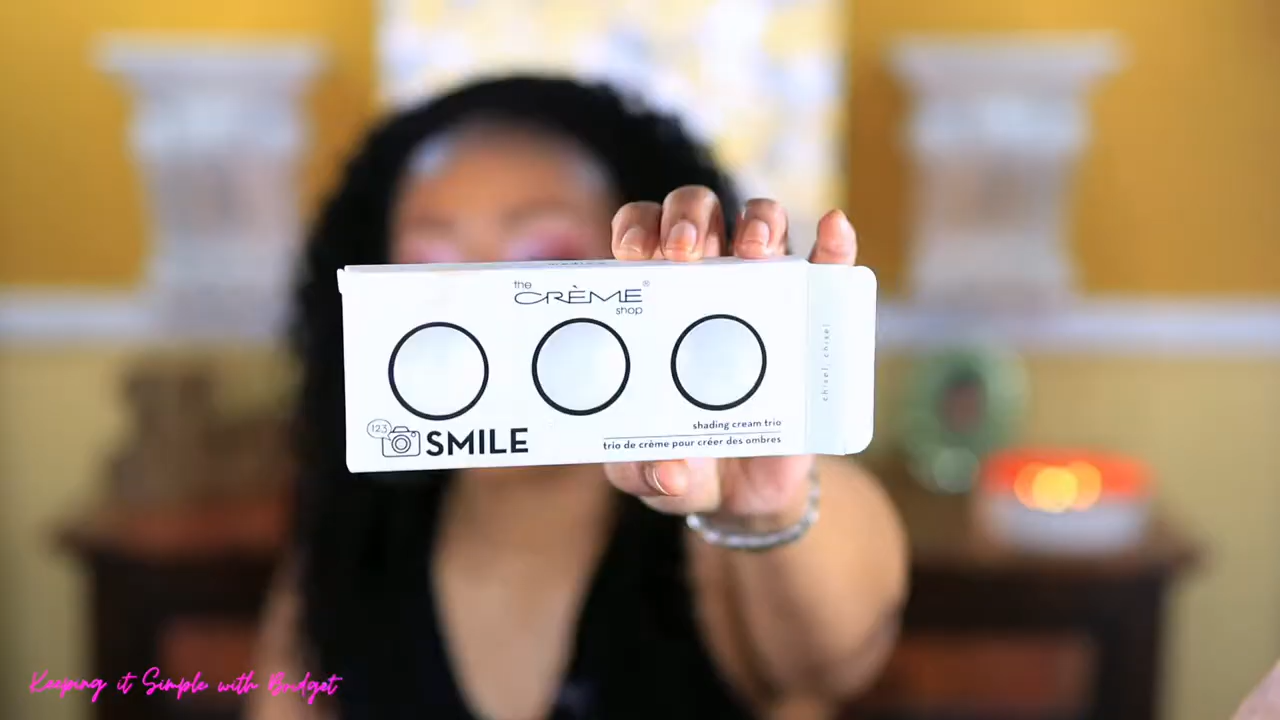 the
CRÈME®
shop
123
SMILE
shading cream trio
trio de crème pour créer des ombres
chisel, chisel
Keeping it Simple with Bridget